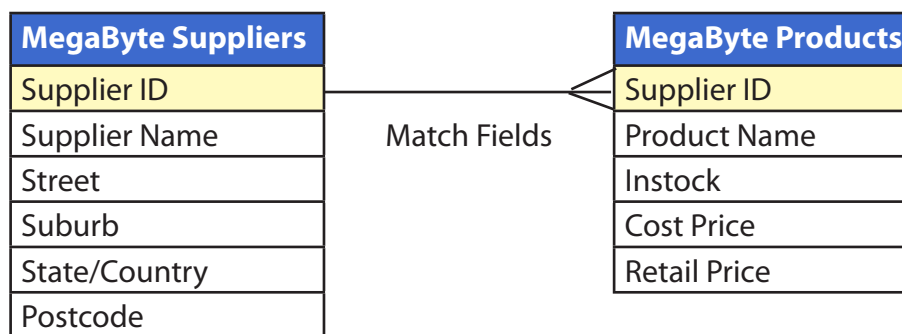 MegaByte Suppliers
Supplier ID
Supplier Name
Street
Suburb
State/Country
Postcode
Match Fields
MegaByte Products
Supplier ID
Product Name
Instock
Cost Price
Retail Price